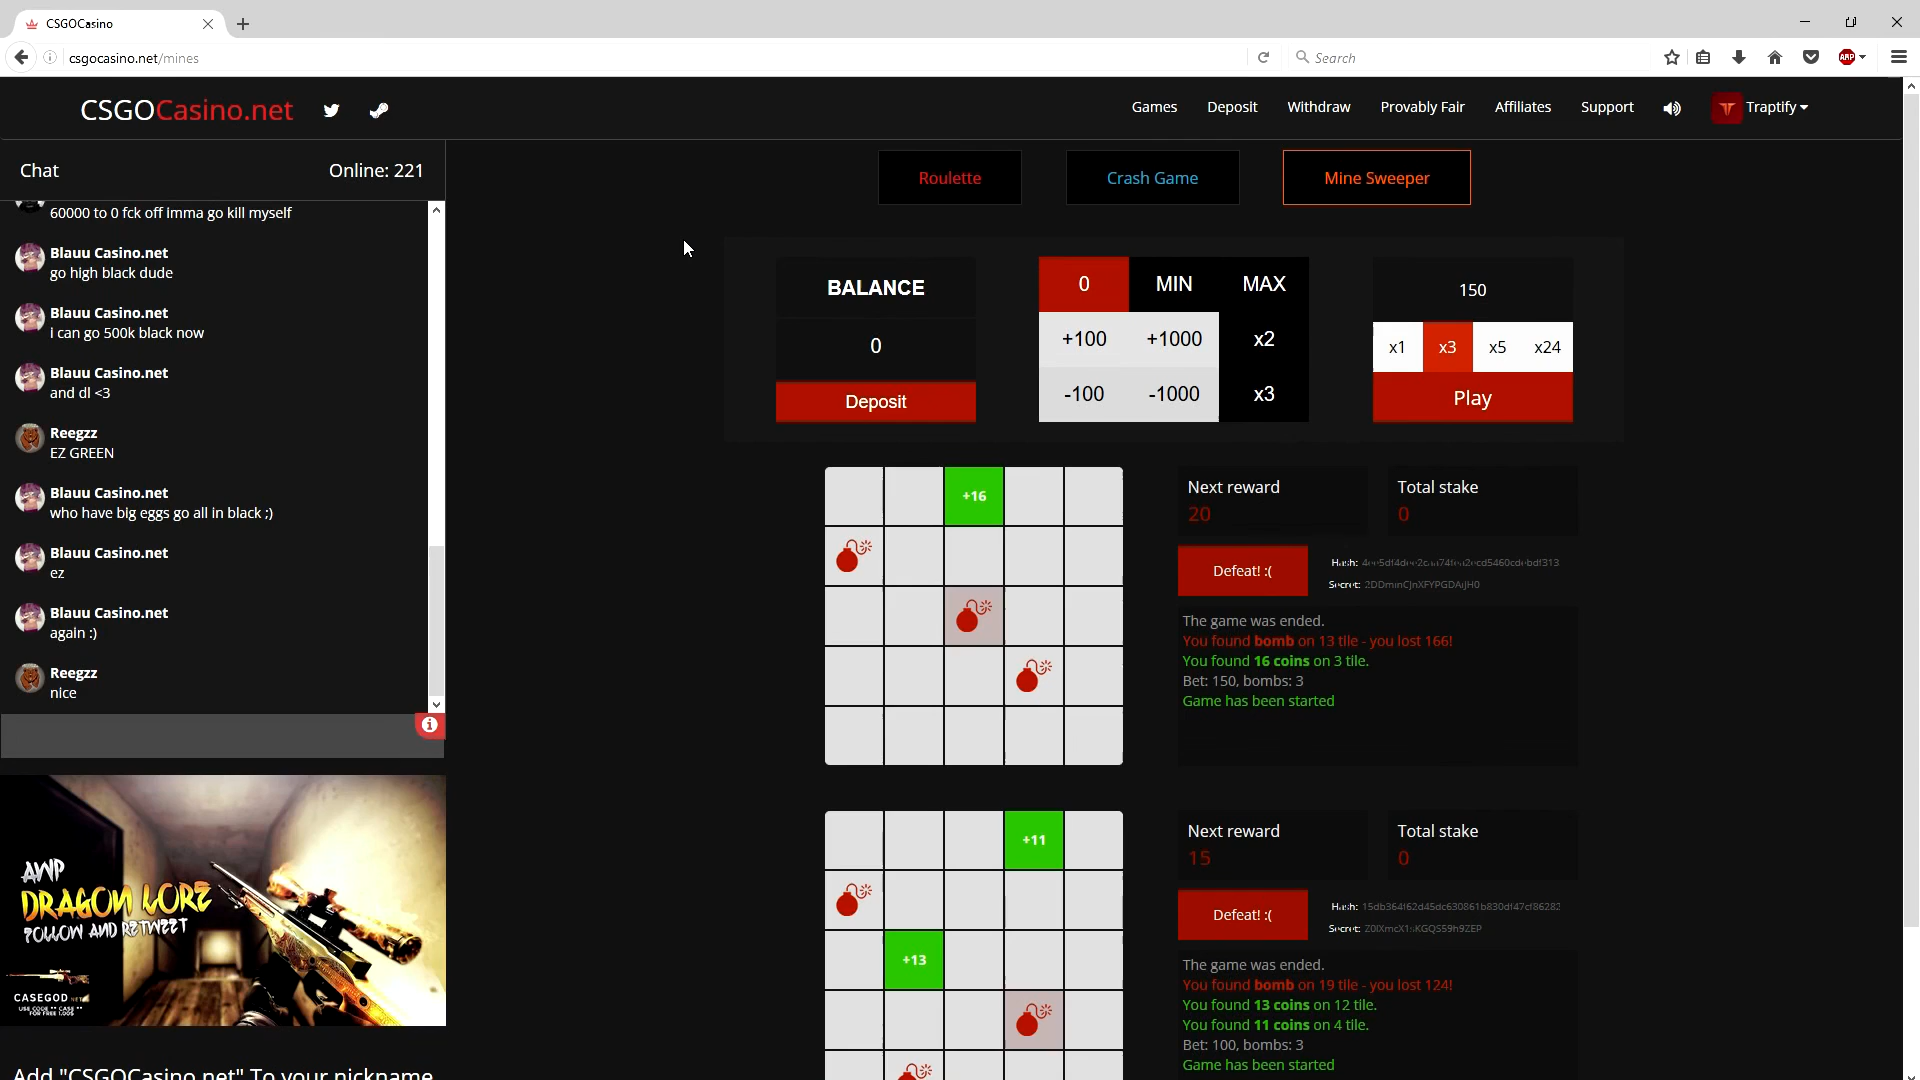 CSGOCasino
csgocasino.net/mines
Search
ABP
CSGOCasino.net
Games
Deposit
Withdraw
Provably Fair
Affiliates
Support
Traptify
Chat
Online: 221
60000 to 0 fck off imma go kill myself
Blauu Casino.net
go high black dude
Blauu Casino.net
i can go 500k black now
Blauu Casino.net
and dl <3
Reegzz
EZ GREEN
Blauu Casino.net
who have big eggs go all in black ;)
Blauu Casino.net
ez
Blauu Casino.net
again :)
Reegzz
nice
AWP
DRAGON LORE
FOLLOW AND RETWEET
CASEGOD
Add "CSGOCasino.net" To your nickname
Roulette
Crash Game
Mine Sweeper
BALANCE
0
Deposit
0 MIN MAX
+100 +1000 x2
-100 -1000 x3
150
x1 x3 x5 x24
Play
+16
Next reward
20
Total stake
0
Defeat! :(
Hash:
Secret:
The game was ended.
You found bomb on 13 tile - you lost 166!
You found 16 coins on 3 tile.
Bet: 150, bombs: 3
Game has been started
+11
+13
Next reward
15
Total stake
0
Defeat! :(
Hash:
Secret:
The game was ended.
You found bomb on 19 tile - you lost 124!
You found 13 coins on 12 tile.
You found 11 coins on 4 tile.
Bet: 100, bombs: 3
Game has been started